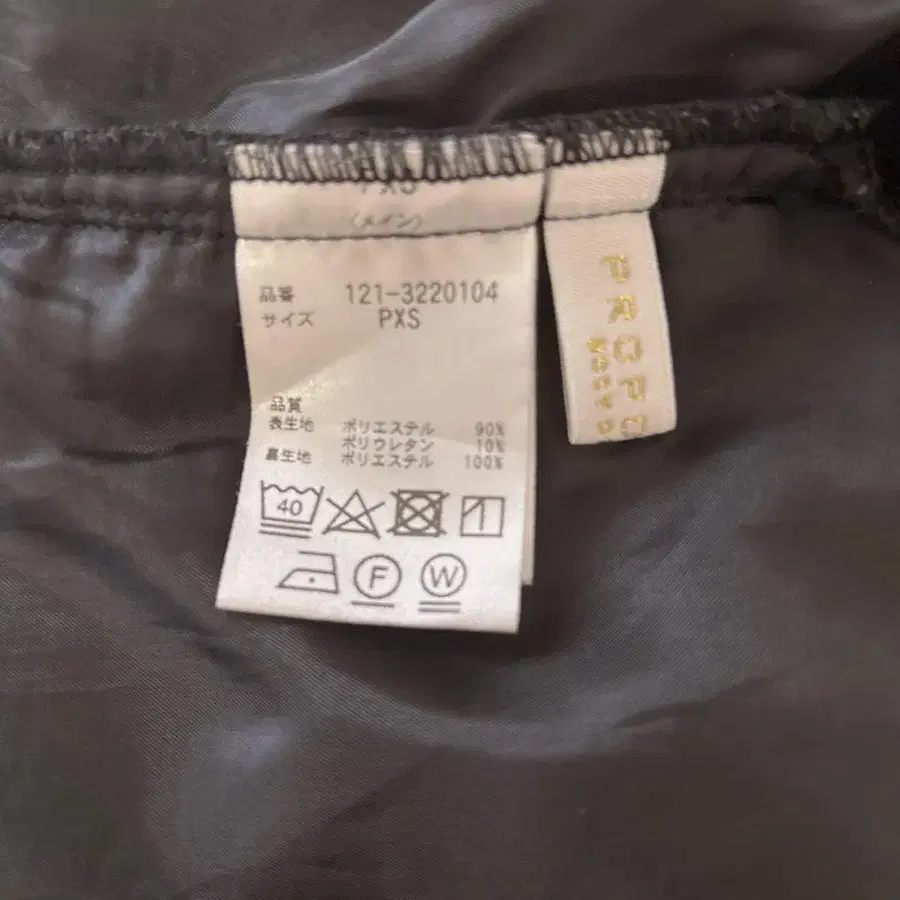 PXS
(メイン)
品番 121-3220104
サイズ PXS
品質
表生地 ポリエステル 90%
ポリウレタン 10%
裏生地 ポリエステル 100%
40
F
W
PROP